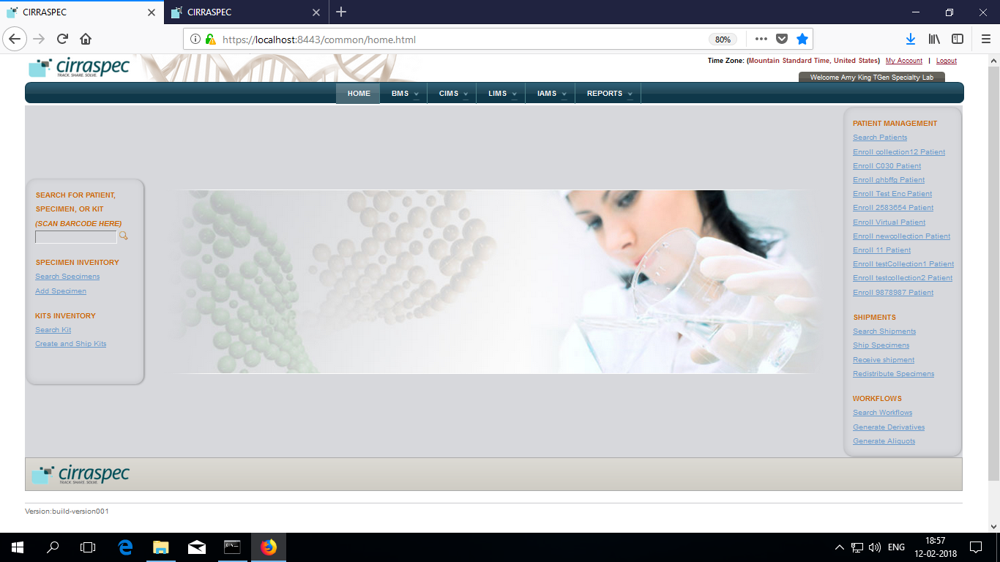 CIRRASPEC
CIRRASPEC
https://localhost:8443/common/home.html
80%
cirraspec
TRACK. SHARE. SOLVE.
Time Zone: (Mountain Standard Time, United States) My Account | Logout
Welcome Amy King TGen Specialty Lab
HOME BMS CIMS LIMS IAMS REPORTS
SEARCH FOR PATIENT,
SPECIMEN, OR KIT
(SCAN BARCODE HERE)
SPECIMEN INVENTORY
Search Specimens
Add Specimen
KITS INVENTORY
Search Kit
Create and Ship Kits
PATIENT MANAGEMENT
Search Patients
Enroll collection12 Patient
Enroll C030 Patient
Enroll ghbffg Patient
Enroll Test Enc Patient
Enroll 2583654 Patient
Enroll Virtual Patient
Enroll newcollection Patient
Enroll 11 Patient
Enroll testCollection1 Patient
Enroll testcollection2 Patient
Enroll 9878987 Patient
SHIPMENTS
Search Shipments
Ship Specimens
Receive shipment
Redistribute Specimens
WORKFLOWS
Search Workflows
Generate Derivatives
Generate Aliquots
cirraspec
TRACK. SHARE. SOLVE.
Version:build-version001
ENG
18:57
12-02-2018